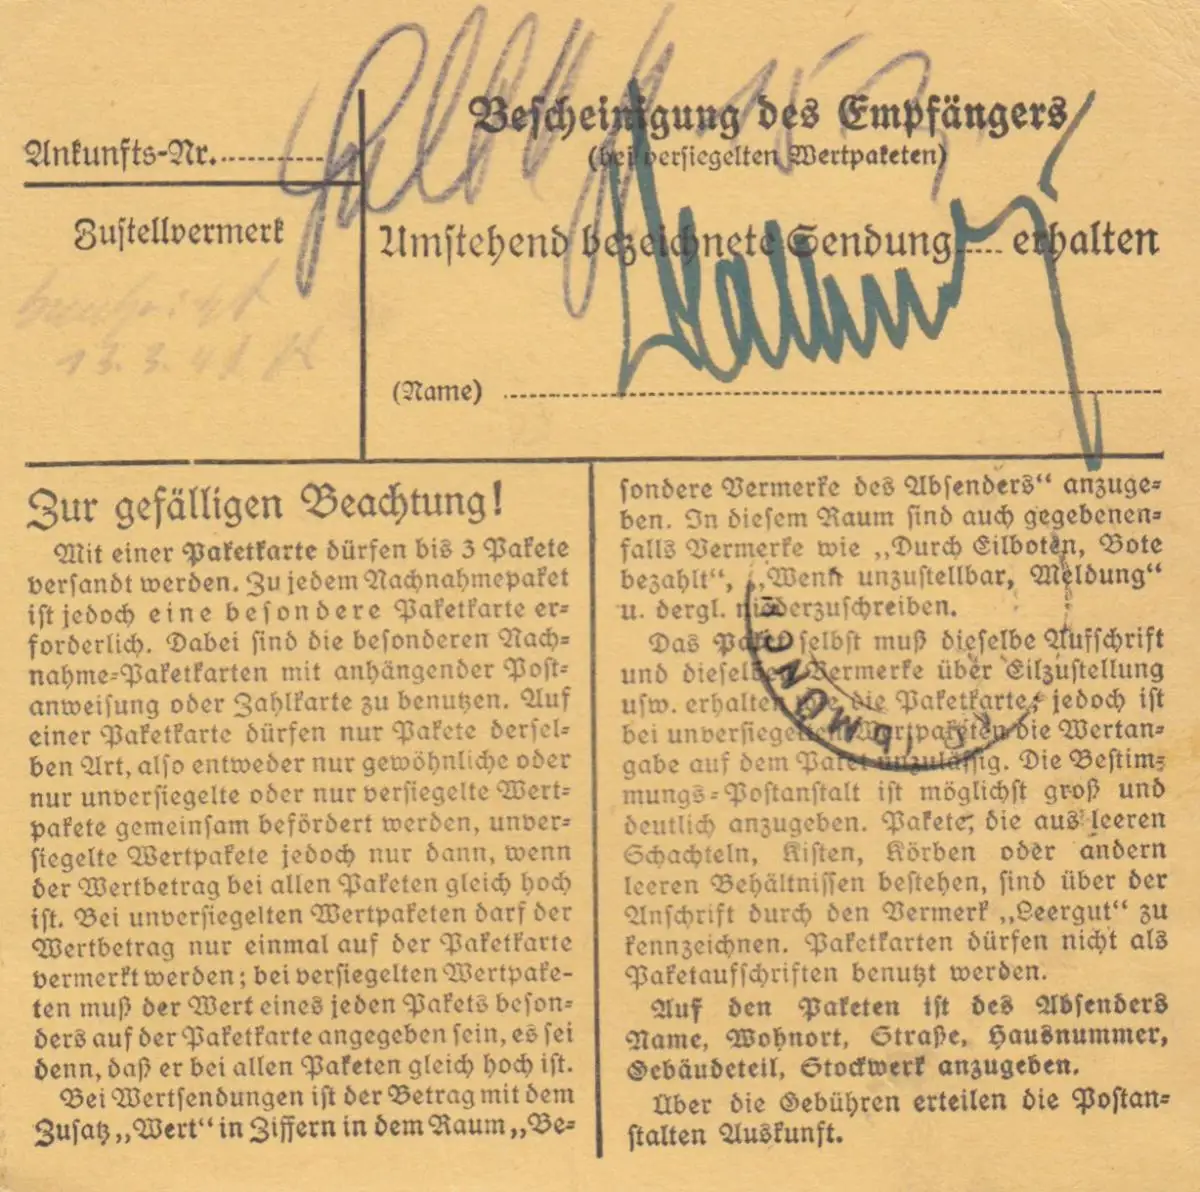 Ankunfts-Nr.
Zustellvermerk
13. 3. 
Bescheinigung des Empfängers
(bei versiegelten Wertpaketen)
Umstehend bezeichnete Sendung erhalten
(Name)
Zur gefälligen Beachtung!
Mit einer Paketkarte dürfen bis 3 Pakete
versandt werden. Zu jedem Nachnahmepaket
ist jedoch eine besondere Paketkarte er-
forderlich. Dabei sind die besonderen Nach-
nahme-Paketkarten mit anhängender Post-
anweisung oder Zahlkarte zu benutzen. Auf
einer Paketkarte dürfen nur Pakete dersel-
ben Art, also entweder nur gewöhnliche oder
nur unversiegelte oder nur versiegelte Wert-
pakete gemeinsam befördert werden, unver-
siegelte Wertpakete jedoch nur dann, wenn
der Wertbetrag bei allen Paketen gleich hoch
ist. Bei unversiegelten Wertpaketen darf der
Wertbetrag nur einmal auf der Paketkarte
vermerkt werden; bei versiegelten Wertpake-
ten muß der Wert eines jeden Pakets beson-
ders auf der Paketkarte angegeben sein, es sei
denn, daß er bei allen Paketen gleich hoch ist.
Bei Wertsendungen ist der Betrag mit dem
Zusatz „Wert“ in Ziffern in dem Raum „Be-
sondere Vermerke des Absenders“ anzuge-
ben. In diesem Raum sind auch gegebenen-
falls Vermerke wie „Durch Eilboten, Bote
bezahlt“, „Wenn unzustellbar, Meldung“
u. dergl. niederzuschreiben.
Das Paket selbst muß dieselbe Aufschrift
und dieselben Vermerke über Eilzustellung
usw. erhalten wie die Paketkarte; jedoch ist
bei unversiegelten Wertpaketen die Wertan-
gabe auf dem Paket unzulässig. Die Bestim-
mungs-Postanstalt ist möglichst groß und
deutlich anzugeben. Pakete, die aus leeren
Schachteln, Kisten, Körben oder andern
leeren Behältnissen bestehen, sind über der
Anschrift durch den Vermerk „Leergut“ zu
kennzeichnen. Paketkarten dürfen nicht als
Paketaufschriften benutzt werden.
Auf den Paketen ist des Absenders
Name, Wohnort, Straße, Hausnummer,
Gebäudeteil, Stockwerk anzugeben.
Über die Gebühren erteilen die Postan-
stalten Auskunft.